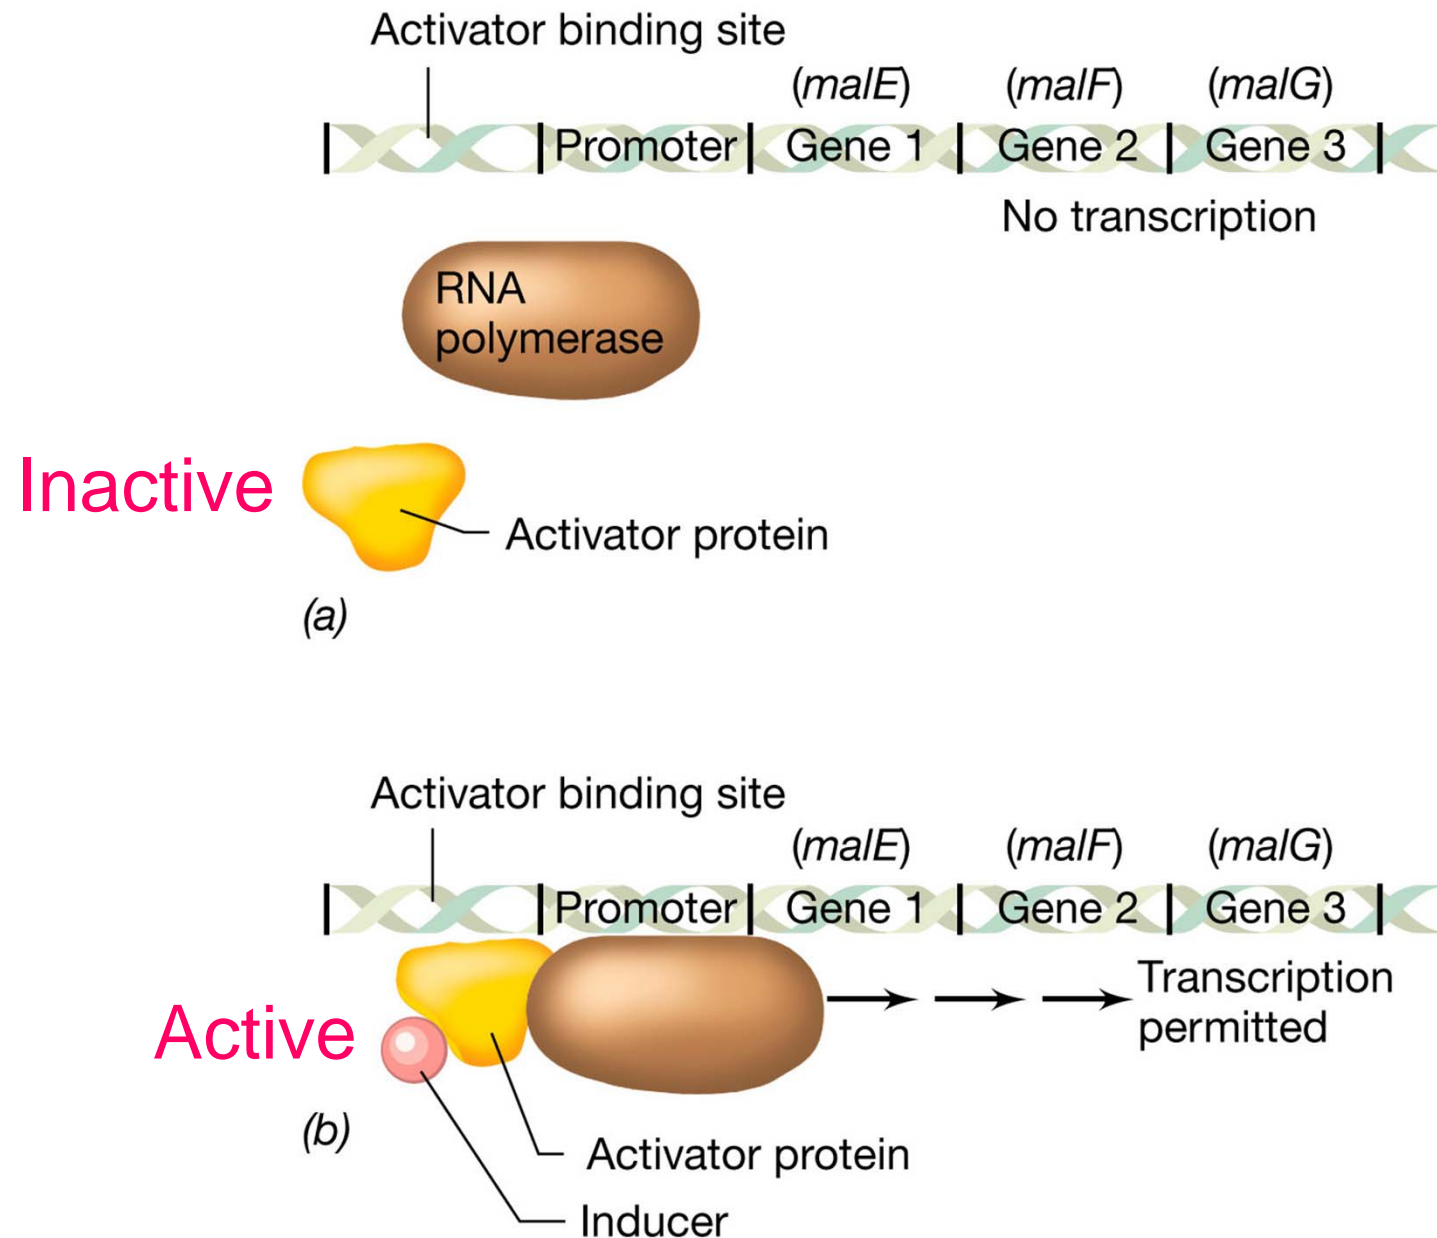 Activator binding site
(malE) (malF) (malG)
Promoter Gene 1 Gene 2 Gene 3
No transcription
RNA
polymerase
Inactive
Activator protein
(a)
Activator binding site
(malE) (malF) (malG)
Promoter Gene 1 Gene 2 Gene 3
Transcription
permitted
Active
(b)
Activator protein
Inducer